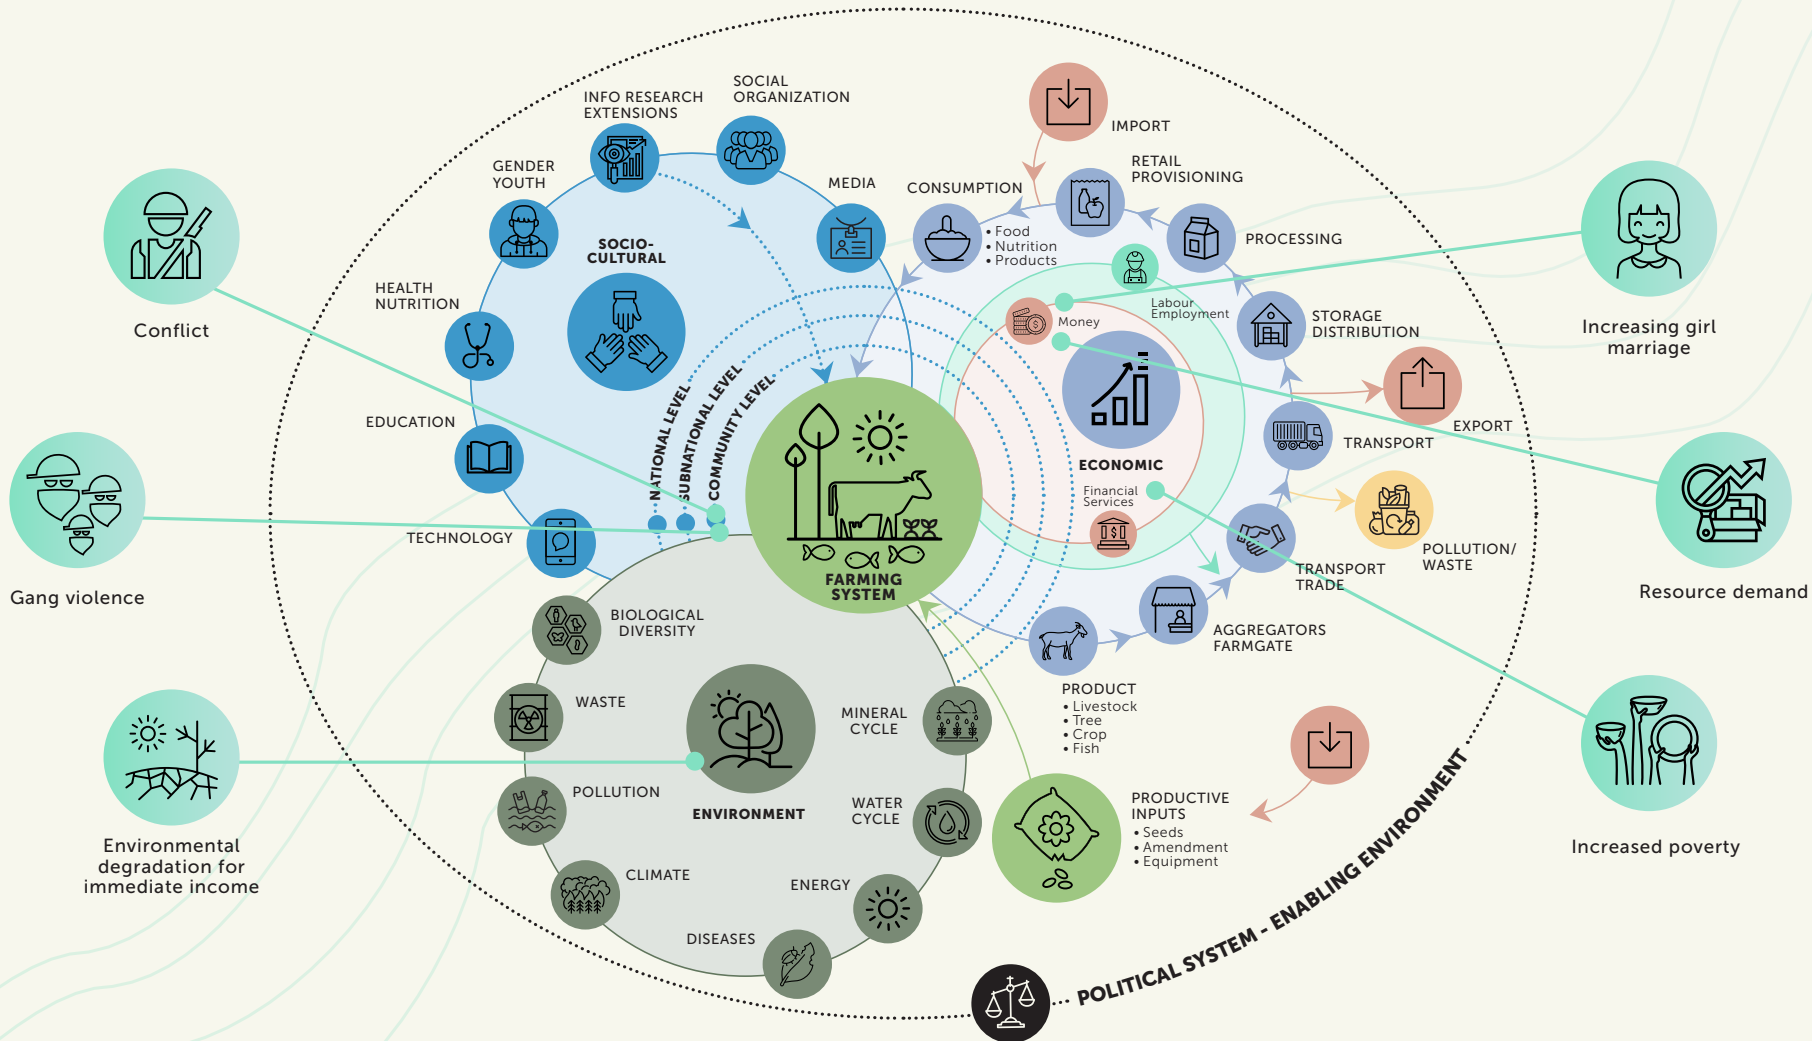 INFO RESEARCH
EXTENSIONS
SOCIAL
ORGANIZATION
GENDER
YOUTH
MEDIA
HEALTH
NUTRITION
SOCIO-
CULTURAL
EDUCATION
TECHNOLOGY
NATIONAL LEVEL
SUBNATIONAL LEVEL
COMMUNITY LEVEL
Conflict
Gang violence
Environmental
degradation for
immediate income
IMPORT
RETAIL
PROVISIONING
CONSUMPTION
• Food
• Nutrition
• Products
PROCESSING
Labour
Employment
Money
STORAGE
DISTRIBUTION
EXPORT
TRANSPORT
ECONOMIC
Financial
Services
POLLUTION/
WASTE
TRANSPORT
TRADE
AGGREGATORS
FARMGATE
PRODUCT
• Livestock
• Tree
• Crop
• Fish
FARMING
SYSTEM
BIOLOGICAL
DIVERSITY
WASTE
POLLUTION
CLIMATE
DISEASES
ENERGY
WATER
CYCLE
MINERAL
CYCLE
ENVIRONMENT
PRODUCTIVE
INPUTS
• Seeds
• Amendment
• Equipment
POLITICAL SYSTEM - ENABLING ENVIRONMENT
Increasing girl
marriage
Resource demand
Increased poverty